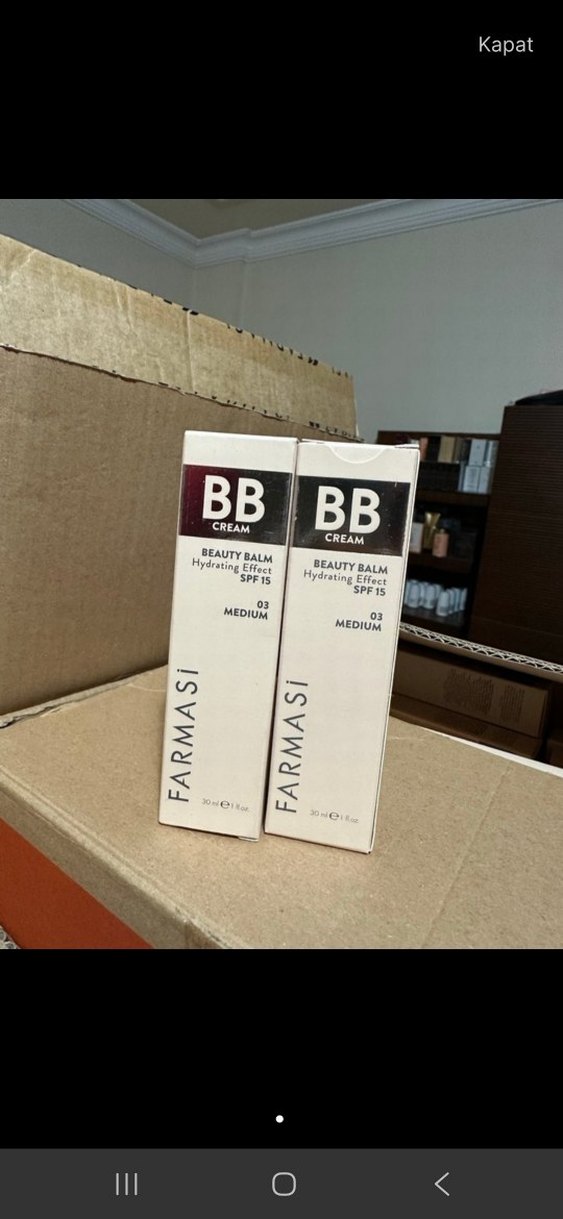 Kapat
BB
CREAM
BEAUTY BALM
Hydrating Effect
SPF 15
03
MEDIUM
FARMASİ
30 ml e 1 fl.oz.
BB
CREAM
BEAUTY BALM
Hydrating Effect
SPF 15
03
MEDIUM
FARMASİ
30 ml e 1 fl.oz.